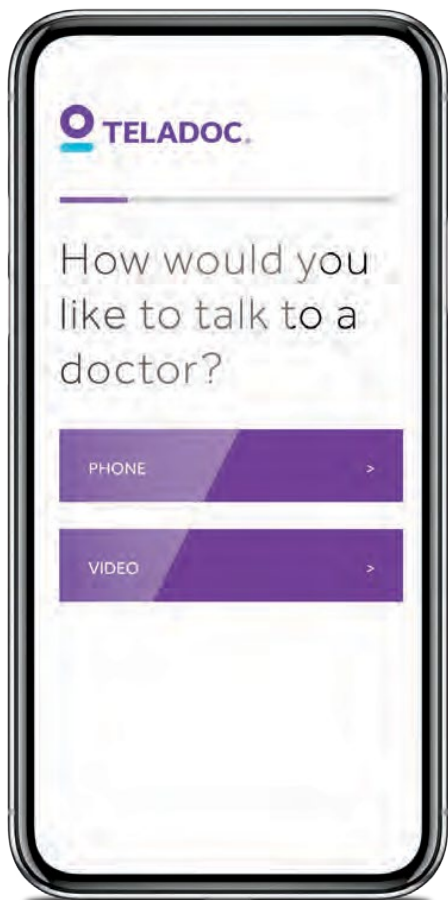 TELADOC.
How would you
like to talk to a
doctor?
PHONE >
VIDEO >